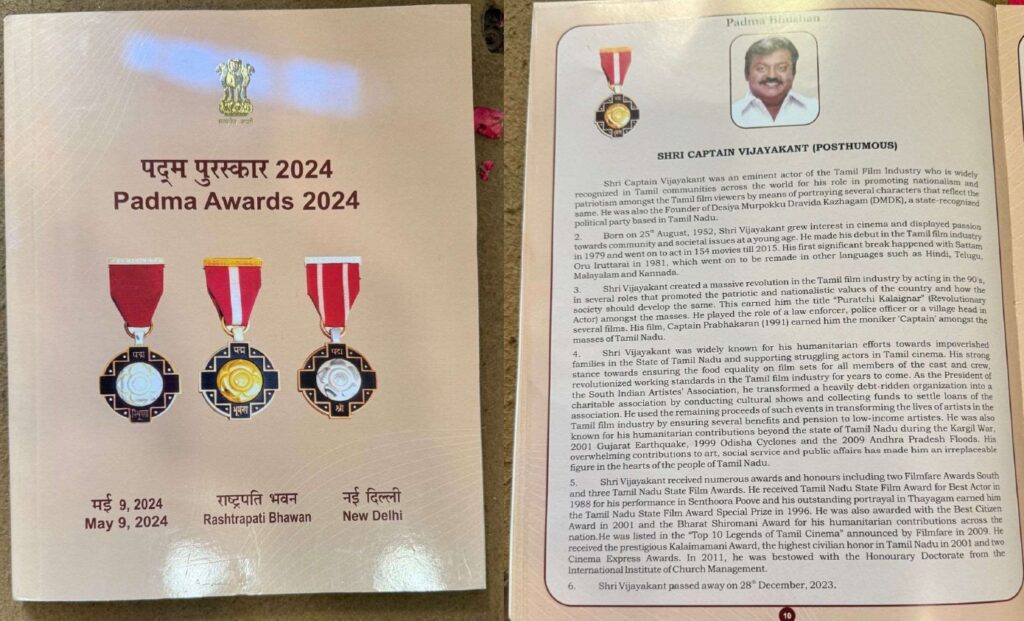 सत्यमेव जयते
पद्म पुरस्कार 2024
Padma Awards 2024
पद्म
विभूषण
पद्म
भूषण
पद्म
श्री
मई 9, 2024
May 9, 2024
राष्ट्रपति भवन
Rashtrapati Bhawan
नई दिल्ली
New Delhi
Padma Bhushan
SHRI CAPTAIN VIJAYAKANT (POSTHUMOUS)
Shri Captain Vijayakant was an eminent actor of the Tamil Film Industry who is widely
recognized in Tamil communities across the world for his role in promoting nationalism and
patriotism amongst the Tamil film viewers by means of portraying several characters that reflect the
same. He was also the Founder of Desiya Murpokku Dravida Kazhagam (DMDK), a state-recognized
political party based in Tamil Nadu.
2. Born on 25th August, 1952, Shri Vijayakant grew interest in cinema and displayed passion
towards community and societal issues at a young age. He made his debut in the Tamil film industry
in 1979 and went on to act in 154 movies till 2015. His first significant break happened with Sattam
Oru Iruttarai in 1981, which went on to be remade in other languages such as Hindi, Telugu,
Malayalam and Kannada.
3. Shri Vijayakant created a massive revolution in the Tamil film industry by acting in the 90's,
in several roles that promoted the patriotic and nationalistic values of the country and how the
society should develop the same. This earned him the title "Puratchi Kalaignar" (Revolutionary
Actor) amongst the masses. He played the role of a law enforcer, police officer or a village head in
several films. His film, Captain Prabhakaran (1991) earned him the moniker 'Captain' amongst the
masses of Tamil Nadu.
4. Shri Vijayakant was widely known for his humanitarian efforts towards impoverished
families in the State of Tamil Nadu and supporting struggling actors in Tamil cinema. His strong
stance towards ensuring the food equality on film sets for all members of the cast and crew,
revolutionized working standards in the Tamil film industry for years to come. As the President of
the South Indian Artistes' Association, he transformed a heavily debt-ridden organization into a
charitable association by conducting cultural shows and collecting funds to settle loans of the
association. He used the remaining proceeds of such events in transforming the lives of artists in the
Tamil film industry by ensuring several benefits and pension to low-income artistes. He was also
known for his humanitarian contributions beyond the state of Tamil Nadu during the Kargil War,
2001 Gujarat Earthquake, 1999 Odisha Cyclones and the 2009 Andhra Pradesh Floods. His
overwhelming contributions to art, social service and public affairs has made him an irreplaceable
figure in the hearts of the people of Tamil Nadu.
5. Shri Vijayakant received numerous awards and honours including two Filmfare Awards South
and three Tamil Nadu State Film Awards. He received Tamil Nadu State Film Award for Best Actor in
1988 for his performance in Senthoora Poove and his outstanding portrayal in Thayagam earned him
the Tamil Nadu State Film Award Special Prize in 1996. He was also awarded with the Best Citizen
Award in 2001 and the Bharat Shiromani Award for his humanitarian contributions across the
nation.He was listed in the "Top 10 Legends of Tamil Cinema" announced by Filmfare in 2009. He
received the prestigious Kalaimamani Award, the highest civilian honor in Tamil Nadu in 2001 and two
Cinema Express Awards. In 2011, he was bestowed with the Honourary Doctorate from the
International Institute of Church Management.
6. Shri Vijayakant passed away on 28th December, 2023.
10